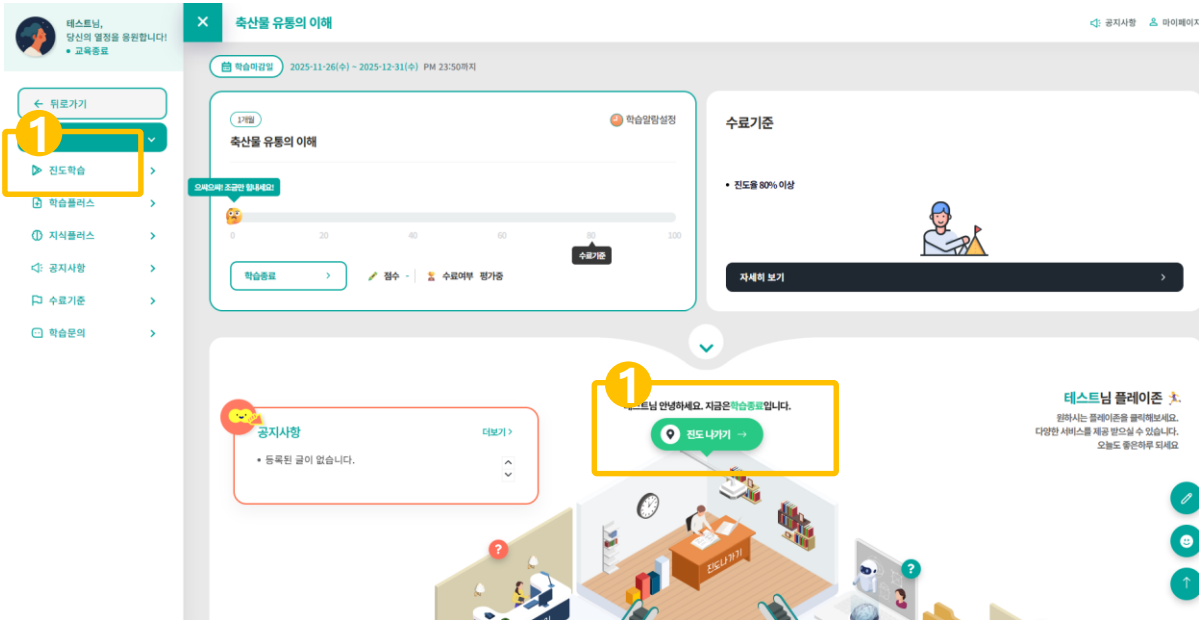 테스트님,
당신의 열정을 응원합니다!
• 교육종료
← 뒤로가기
1
진도학습
학습플러스
지식플러스
공지사항
수료기준
학습문의
× 축산물 유통의 이해
공지사항 마이페이지
학습마감일 2025-11-26(수) ~ 2025-12-31(수) PM 23:50까지
1개월
학습알람설정
축산물 유통의 이해
으쌰으쌰! 조금만 힘내세요!
0 20 40 60 80 100
수료기준
학습종료 >
점수 -
수료여부 평가중
수료기준
• 진도율 80% 이상
자세히 보기 >
공지사항
더보기 >
• 등록된 글이 없습니다.
1
테스트님 안녕하세요. 지금은학습종료입니다.
진도 나가기 →
테스트님 플레이존
원하시는 플레이존을 클릭해보세요.
다양한 서비스를 제공 받으실 수 있습니다.
오늘도 좋은하루 되세요
진도나가기
?
?